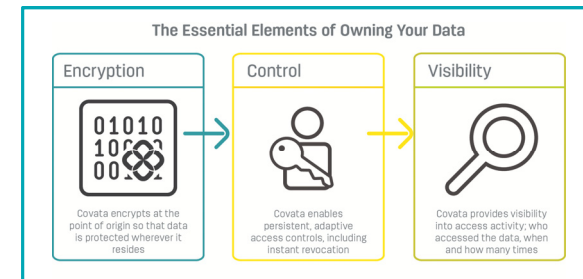 The Essential Elements of Owning Your Data
Encryption
01010
10
00
Covata encrypts at the
point of origin so that data
is protected wherever it
resides
Control
Covata enables
persistent, adaptive
access controls, including
instant revocation
Visibility
Covata provides visibility
into access activity; who
accessed the data, when
and how many times